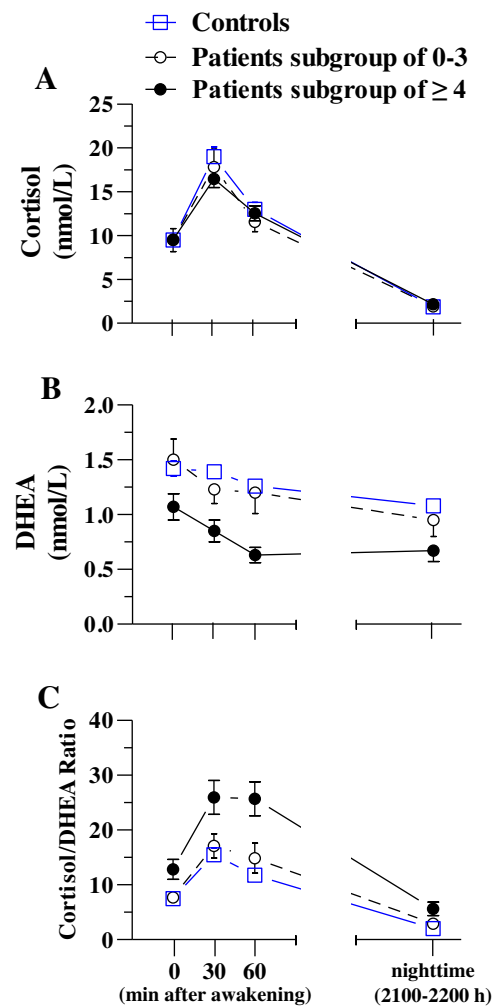 Controls
Patients subgroup of 0-3
Patients subgroup of ≥ 4
A
25
20
15
10
5
0
Cortisol
(nmol/L)
B
2.0
1.5
1.0
0.5
0.0
DHEA
(nmol/L)
C
40
30
20
10
0
Cortisol/DHEA Ratio
0 30 60 nighttime
(min after awakening) (2100-2200 h)